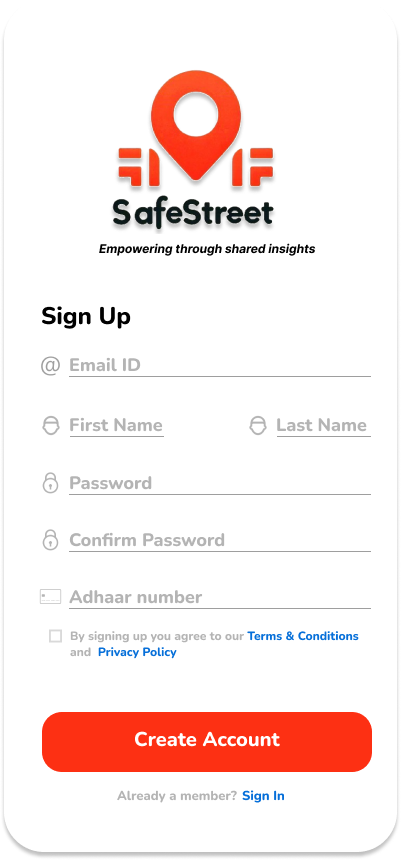 SafeStreet
Empowering through shared insights
Sign Up
@ Email ID
First Name Last Name
Password
Confirm Password
Adhaar number
By signing up you agree to our Terms & Conditions
and Privacy Policy
Create Account
Already a member? Sign In